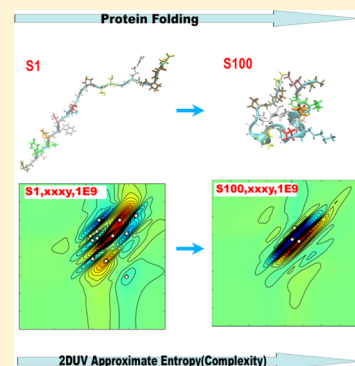 Protein Folding
S1
S100
S1,xxxy,1E9
S100,xxxy,1E9
2DUV Approximate Entropy(Complexity)